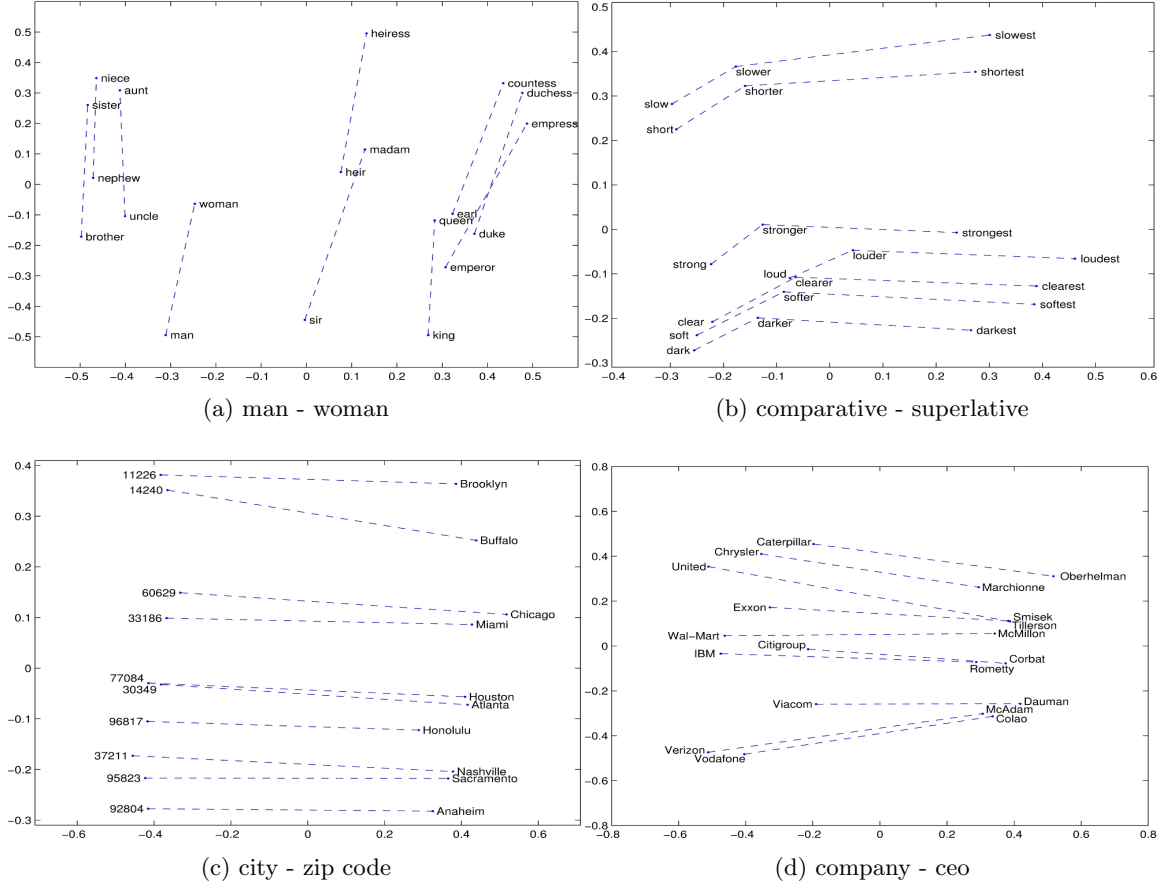 heiress
niece
aunt
sister
countess
duchess
empress
madam
heir
nephew
woman
earl
uncle
queen
brother
duke
emperor
sir
man
king
0.5
0.4
0.3
0.2
0.1
0
−0.1
−0.2
−0.3
−0.4
−0.5
−0.5 −0.4 −0.3 −0.2 −0.1 0 0.1 0.2 0.3 0.4 0.5
(a) man - woman
slowest
slower
shortest
slow
shorter
short
stronger
strongest
louder
strong
loudest
loud
clearer
clearest
softer
softest
clear
darker
soft
darkest
dark
0.5
0.4
0.3
0.2
0.1
0
−0.1
−0.2
−0.3
−0.4 −0.3 −0.2 −0.1 0 0.1 0.2 0.3 0.4 0.5 0.6
(b) comparative - superlative
11226
Brooklyn
14240
Buffalo
60629
Chicago
33186
Miami
77084
Houston
30349
Atlanta
96817
Honolulu
37211
Nashville
95823
Sacramento
92804
Anaheim
0.4
0.3
0.2
0.1
0
−0.1
−0.2
−0.3
−0.6 −0.5 −0.4 −0.3 −0.2 −0.1 0 0.1 0.2 0.3 0.4 0.5 0.6
(c) city - zip code
Caterpillar
Chrysler
Oberhelman
United
Marchionne
Exxon
Smisek
Tillerson
Wal−Mart
McMillon
Citigroup
IBM
Corbat
Rometty
Viacom
Dauman
McAdam
Colao
Verizon
Vodafone
0.8
0.6
0.4
0.2
0
−0.2
−0.4
−0.6
−0.8
−0.8 −0.6 −0.4 −0.2 0 0.2 0.4 0.6 0.8
(d) company - ceo